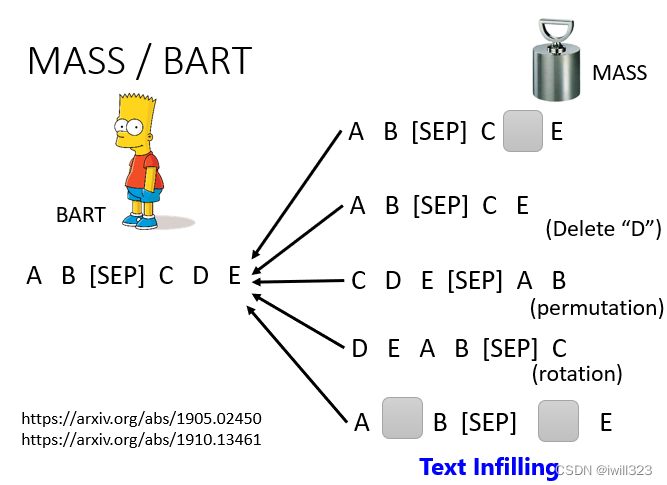 MASS / BART
MASS
BART
A B [SEP] C D E
A B [SEP] C E
A B [SEP] C E
(Delete “D”)
C D E [SEP] A B
(permutation)
D E A B [SEP] C
(rotation)
A B [SEP] E
Text Infilling
https://arxiv.org/abs/1905.02450
https://arxiv.org/abs/1910.13461
CSDN @iwill323